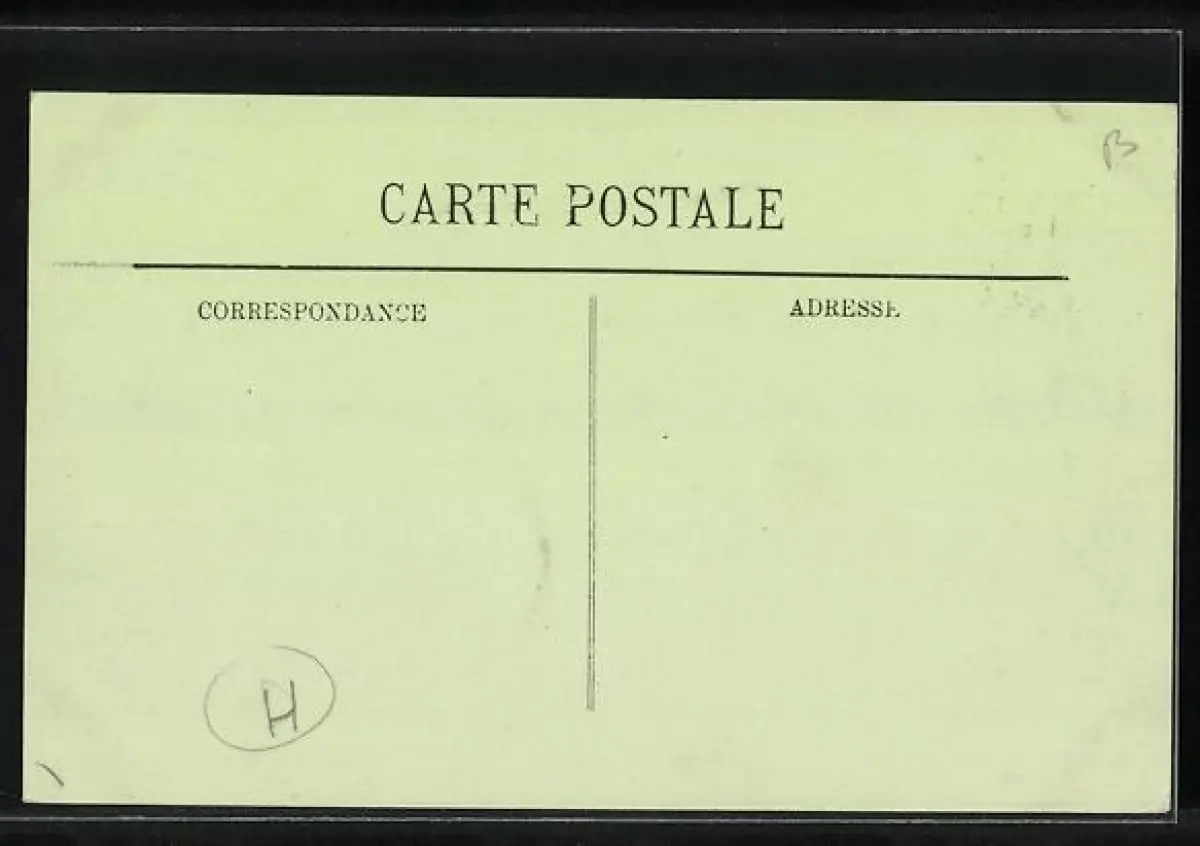 B
CARTE POSTALE
CORRESPONDANCE
ADRESSE
H